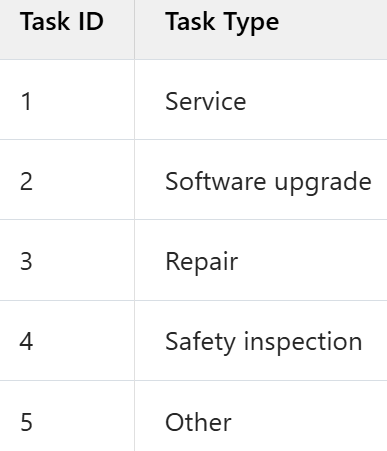 Task ID Task Type
1 Service
2 Software upgrade
3 Repair
4 Safety inspection
5 Other